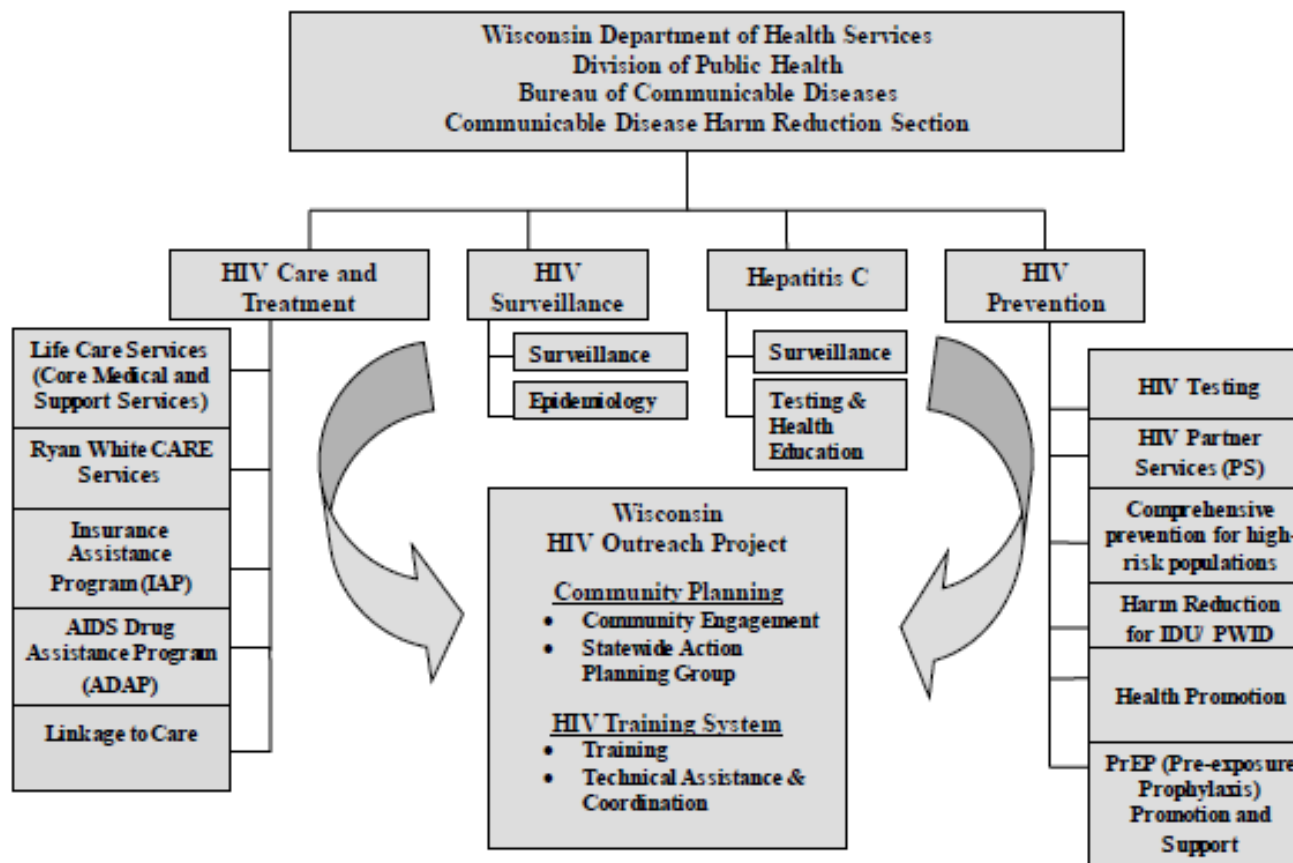 Wisconsin Department of Health Services
Division of Public Health
Bureau of Communicable Diseases
Communicable Disease Harm Reduction Section
HIV Care and
Treatment
Life Care Services
(Core Medical and
Support Services)
Ryan White CARE
Services
Insurance
Assistance
Program (IAP)
AIDS Drug
Assistance Program
(ADAP)
Linkage to Care
HIV
Surveillance
Surveillance
Epidemiology
Hepatitis C
Surveillance
Testing &
Health
Education
HIV
Prevention
HIV Testing
HIV Partner
Services (PS)
Comprehensive
prevention for high-
risk populations
Harm Reduction
for IDU/ PWID
Health Promotion
PrEP (Pre-exposure
Prophylaxis)
Promotion and
Support
Wisconsin
HIV Outreach Project
Community Planning
• Community Engagement
• Statewide Action
Planning Group
HIV Training System
• Training
• Technical Assistance &
Coordination